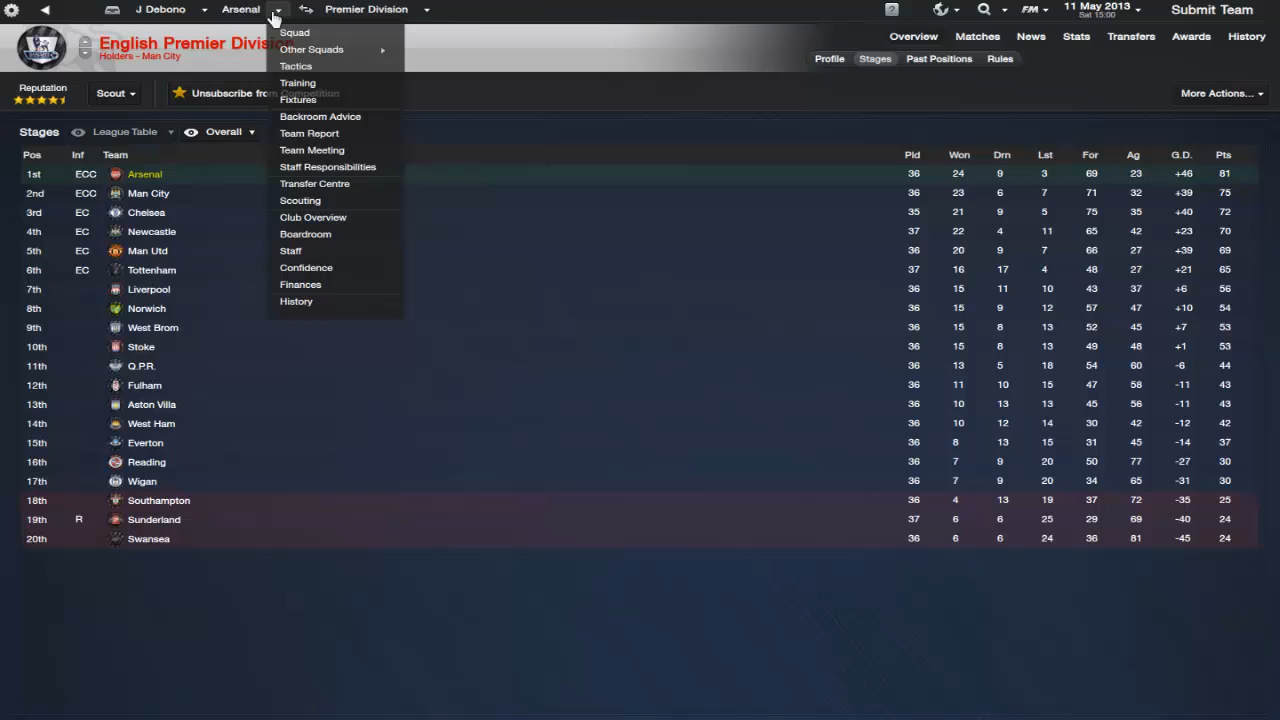 J Debono Arsenal Premier Division ? FM 11 May 2013 Sat 15:00 Submit Team
English Premier Divisi
Holders - Man City
Overview Matches News Stats Transfers Awards History
Profile Stages Past Positions Rules
Reputation Scout Unsubscribe from Competition More Actions...
Squad
Other Squads
Tactics
Training
Fixtures
Backroom Advice
Team Report
Team Meeting
Staff Responsibilities
Transfer Centre
Scouting
Club Overview
Boardroom
Staff
Confidence
Finances
History
Stages League Table Overall
Pos Inf Team Pld Won Drn Lst For Ag G.D. Pts
1st ECC Arsenal 36 24 9 3 69 23 +46 81
2nd ECC Man City 36 23 6 7 71 32 +39 75
3rd EC Chelsea 35 21 9 5 75 35 +40 72
4th EC Newcastle 37 22 4 11 65 42 +23 70
5th EC Man Utd 36 20 9 7 66 27 +39 69
6th EC Tottenham 37 16 17 4 48 27 +21 65
7th Liverpool 36 15 11 10 43 37 +6 56
8th Norwich 36 15 9 12 57 47 +10 54
9th West Brom 36 15 8 13 52 45 +7 53
10th Stoke 36 15 8 13 49 48 +1 53
11th Q.P.R. 36 13 5 18 54 60 -6 44
12th Fulham 36 11 10 15 47 58 -11 43
13th Aston Villa 36 10 13 13 45 56 -11 43
14th West Ham 36 10 12 14 30 42 -12 42
15th Everton 36 8 13 15 31 45 -14 37
16th Reading 36 7 9 20 50 77 -27 30
17th Wigan 36 7 9 20 34 65 -31 30
18th Southampton 36 4 13 19 37 72 -35 25
19th R Sunderland 37 6 6 25 29 69 -40 24
20th Swansea 36 6 6 24 36 81 -45 24